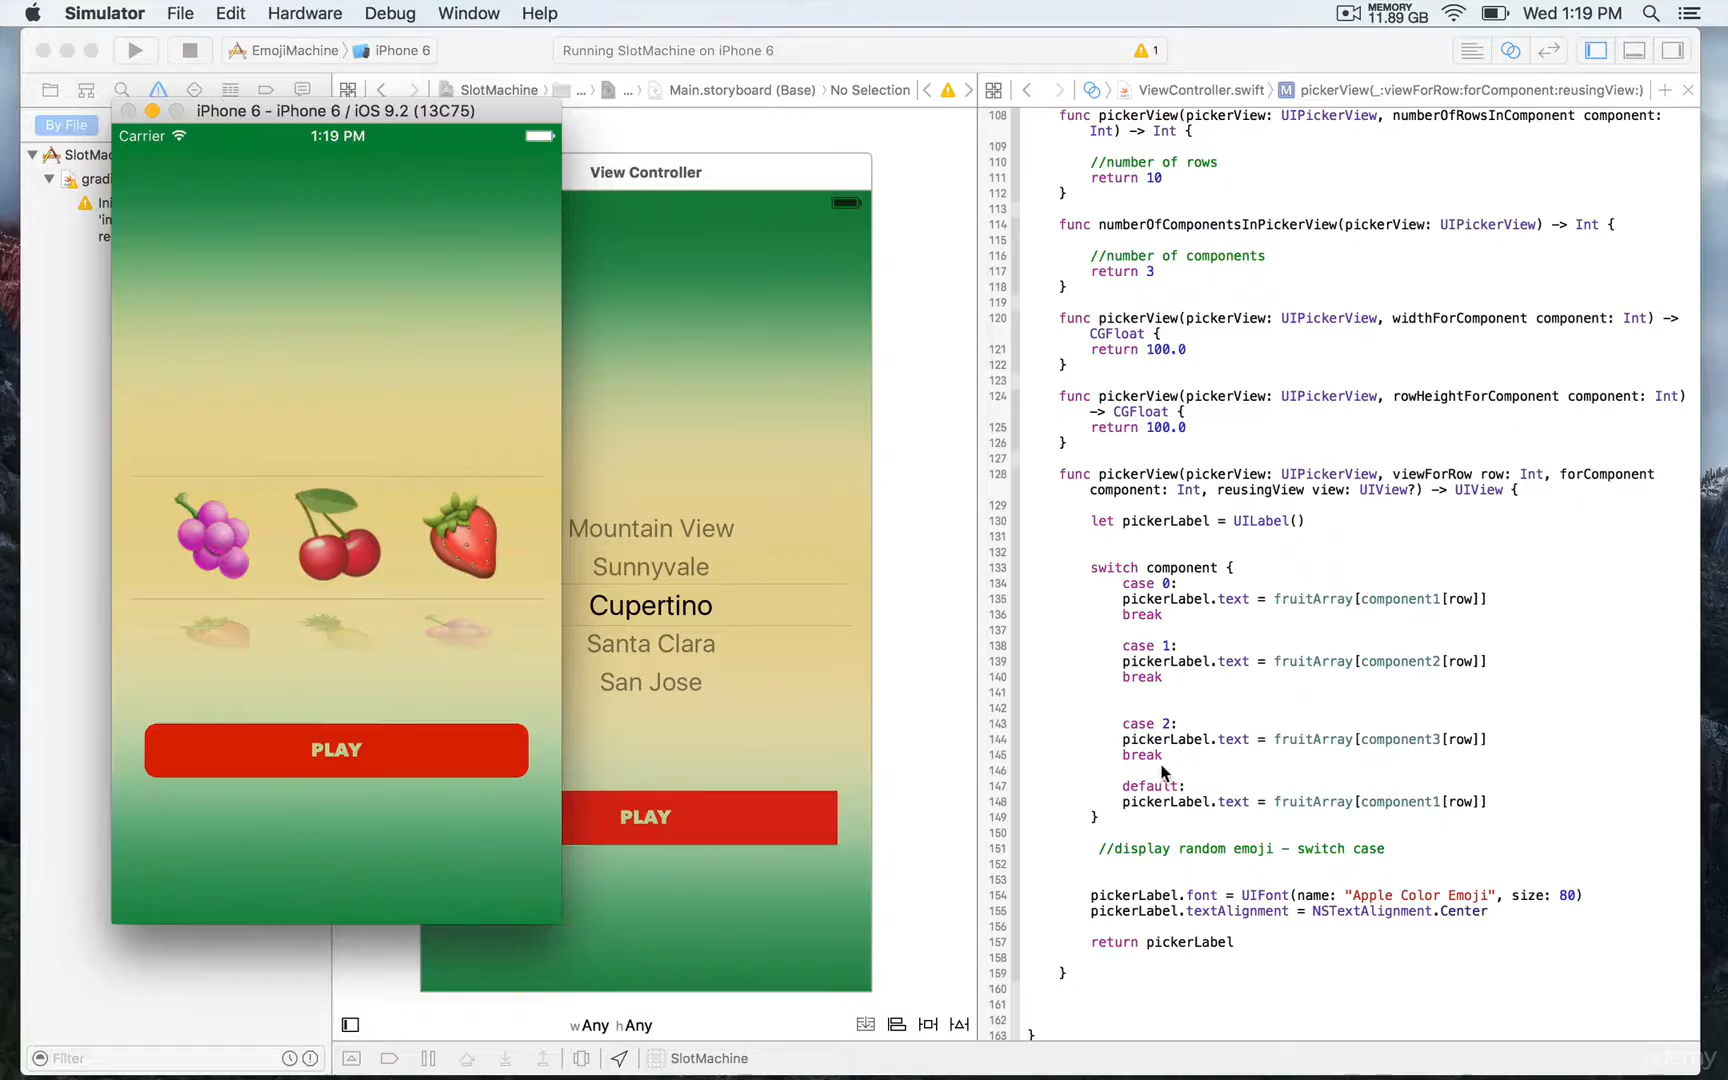 Simulator File Edit Hardware Debug Window Help
MEMORY
11.89 GB
Wed 1:19 PM
EmojiMachine iPhone 6
Running SlotMachine on iPhone 6
1
SlotMachine ... ... Main.storyboard (Base) No Selection
ViewController.swift pickerView(_:viewForRow:forComponent:reusingView:)
By File
SlotMac
gradi
Ini
'in
re
iPhone 6 - iPhone 6 / iOS 9.2 (13C75)
Carrier 1:19 PM
PLAY
View Controller
Mountain View
Sunnyvale
Cupertino
Santa Clara
San Jose
PLAY
wAny hAny
Filter
SlotMachine
108 func pickerView(pickerView: UIPickerView, numberOfRowsInComponent component:
Int) -> Int {
109
110 //number of rows
111 return 10
112 }
113
114 func numberOfComponentsInPickerView(pickerView: UIPickerView) -> Int {
115
116 //number of components
117 return 3
118 }
119
120 func pickerView(pickerView: UIPickerView, widthForComponent component: Int) ->
CGFloat {
121 return 100.0
122 }
123
124 func pickerView(pickerView: UIPickerView, rowHeightForComponent component: Int)
-> CGFloat {
125 return 100.0
126 }
127
128 func pickerView(pickerView: UIPickerView, viewForRow row: Int, forComponent
component: Int, reusingView view: UIView?) -> UIView {
129
130 let pickerLabel = UILabel()
131
132
133 switch component {
134 case 0:
135 pickerLabel.text = fruitArray[component1[row]]
136 break
137
138 case 1:
139 pickerLabel.text = fruitArray[component2[row]]
140 break
141
142
143 case 2:
144 pickerLabel.text = fruitArray[component3[row]]
145 break
146
147 default:
148 pickerLabel.text = fruitArray[component1[row]]
149 }
150
151 //display random emoji - switch case
152
153
154 pickerLabel.font = UIFont(name: "Apple Color Emoji", size: 80)
155 pickerLabel.textAlignment = NSTextAlignment.Center
156
157 return pickerLabel
158
159 }
160
161
162
163 }